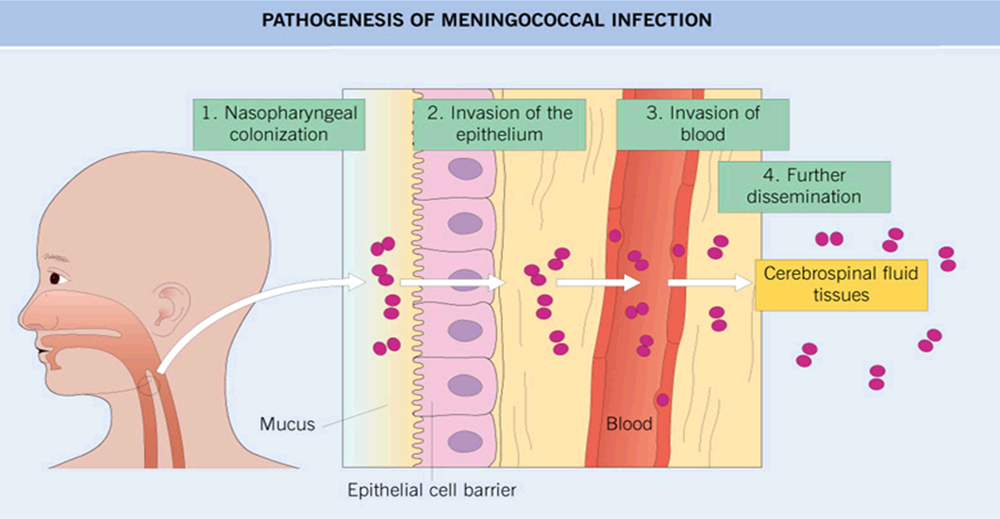 PATHOGENESIS OF MENINGOCOCCAL INFECTION
1. Nasopharyngeal
colonization
2. Invasion of the
epithelium
3. Invasion of
blood
4. Further
dissemination
Cerebrospinal fluid
tissues
Mucus
Blood
Epithelial cell barrier